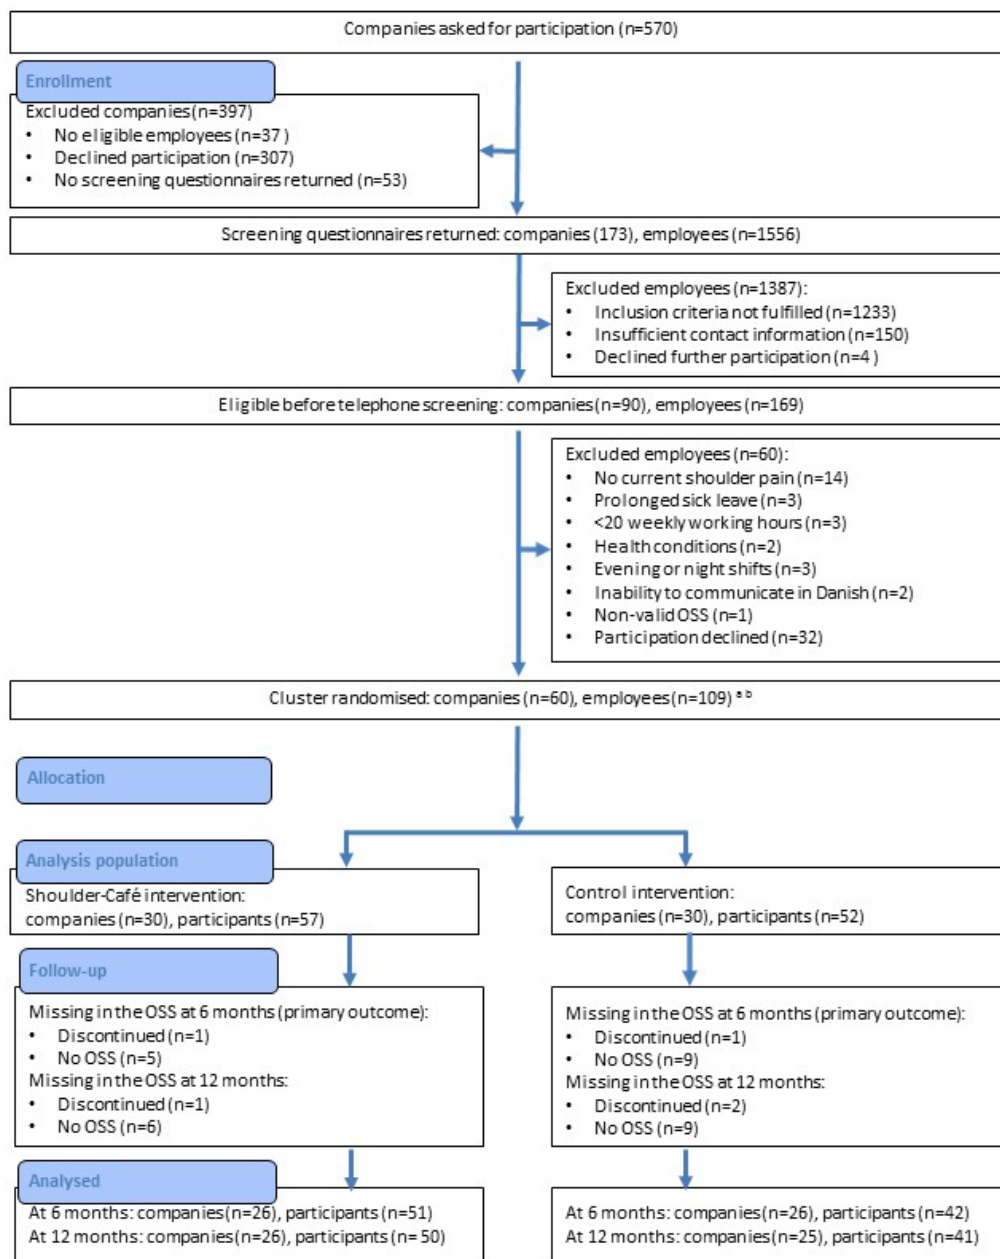 Companies asked for participation (n=570)
Enrollment
Excluded companies (n=397)
• No eligible employees (n=37 )
• Declined participation (n=307)
• No screening questionnaires returned (n=53)
Screening questionnaires returned: companies (173), employees (n=1556)
Excluded employees (n=1387):
• Inclusion criteria not fulfilled (n=1233)
• Insufficient contact information (n=150)
• Declined further participation (n=4 )
Eligible before telephone screening: companies (n=90), employees (n=169)
Excluded employees (n=60):
• No current shoulder pain (n=14)
• Prolonged sick leave (n=3)
• <20 weekly working hours (n=3)
• Health conditions (n=2)
• Evening or night shifts (n=3)
• Inability to communicate in Danish (n=2)
• Non-valid OSS (n=1)
• Participation declined (n=32)
Cluster randomised: companies (n=60), employees (n=109) a b
Allocation
Analysis population
Shoulder-Café intervention:
companies (n=30), participants (n=57)
Control intervention:
companies (n=30), participants (n=52)
Follow-up
Missing in the OSS at 6 months (primary outcome):
• Discontinued (n=1)
• No OSS (n=5)
Missing in the OSS at 12 months:
• Discontinued (n=1)
• No OSS (n=6)
Missing in the OSS at 6 months (primary outcome):
• Discontinued (n=1)
• No OSS (n=9)
Missing in the OSS at 12 months:
• Discontinued (n=2)
• No OSS (n=9)
Analysed
At 6 months: companies (n=26), participants (n=51)
At 12 months: companies (n=26), participants (n= 50)
At 6 months: companies (n=26), participants (n=42)
At 12 months: companies (n=25), participants (n=41)